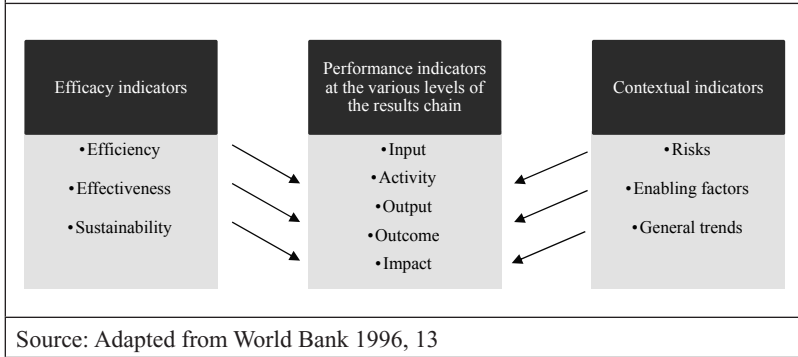 Efficacy indicators
•Efficiency
•Effectiveness
•Sustainability
Performance indicators
at the various levels of
the results chain
•Input
•Activity
•Output
•Outcome
•Impact
Contextual indicators
•Risks
•Enabling factors
•General trends
Source: Adapted from World Bank 1996, 13